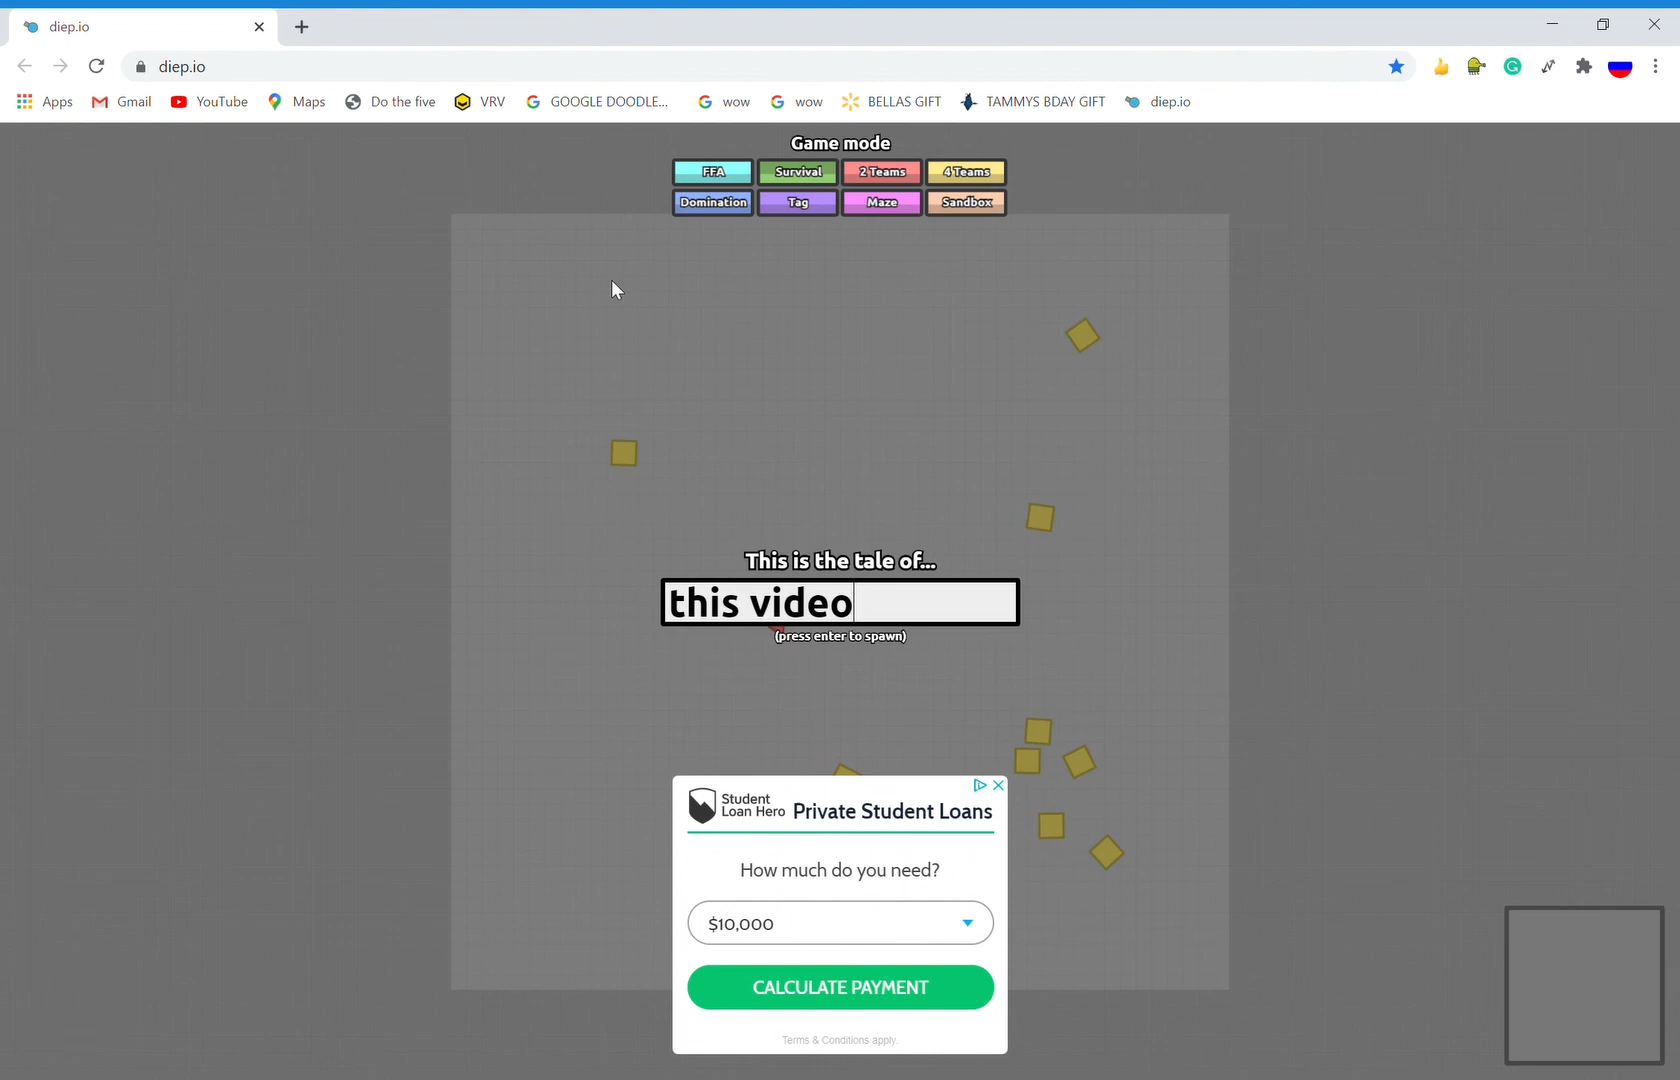 diep.io
diep.io
Apps Gmail YouTube Maps Do the five VRV GOOGLE DOODLE... wow wow BELLAS GIFT TAMMYS BDAY GIFT diep.io
Game mode
FFA Survival 2 Teams 4 Teams
Domination Tag Maze Sandbox
This is the tale of...
this video
(press enter to spawn)
Student
Loan Hero
Private Student Loans
How much do you need?
$10,000
CALCULATE PAYMENT
Terms & Conditions apply.